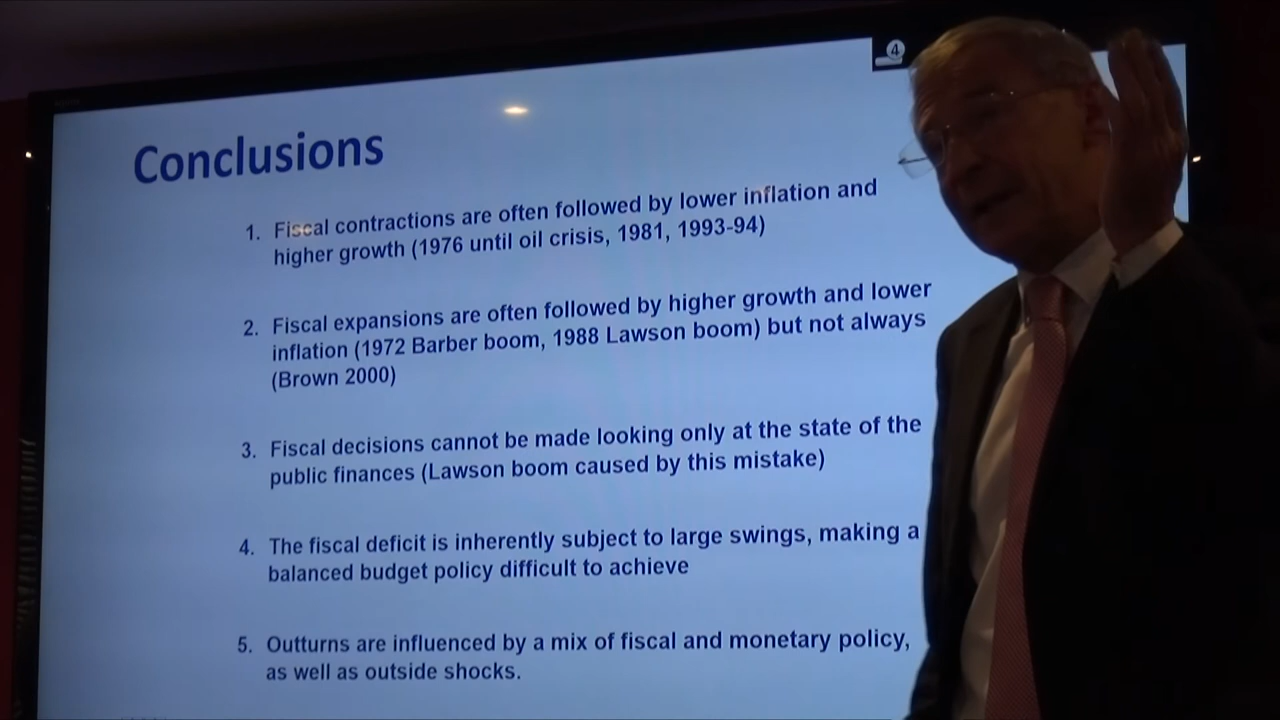 4
Conclusions
1. Fiscal contractions are often followed by lower inflation and
higher growth (1976 until oil crisis, 1981, 1993-94)
2. Fiscal expansions are often followed by higher growth and lower
inflation (1972 Barber boom, 1988 Lawson boom) but not always
(Brown 2000)
3. Fiscal decisions cannot be made looking only at the state of the
public finances (Lawson boom caused by this mistake)
4. The fiscal deficit is inherently subject to large swings, making a
balanced budget policy difficult to achieve
5. Outturns are influenced by a mix of fiscal and monetary policy,
as well as outside shocks.